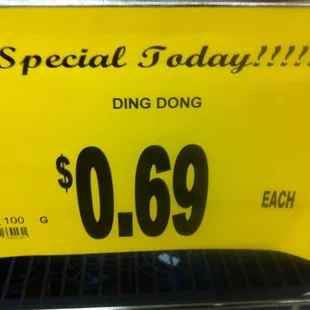 Special Today!!!!!
DING DONG
$0.69
EACH
100 G